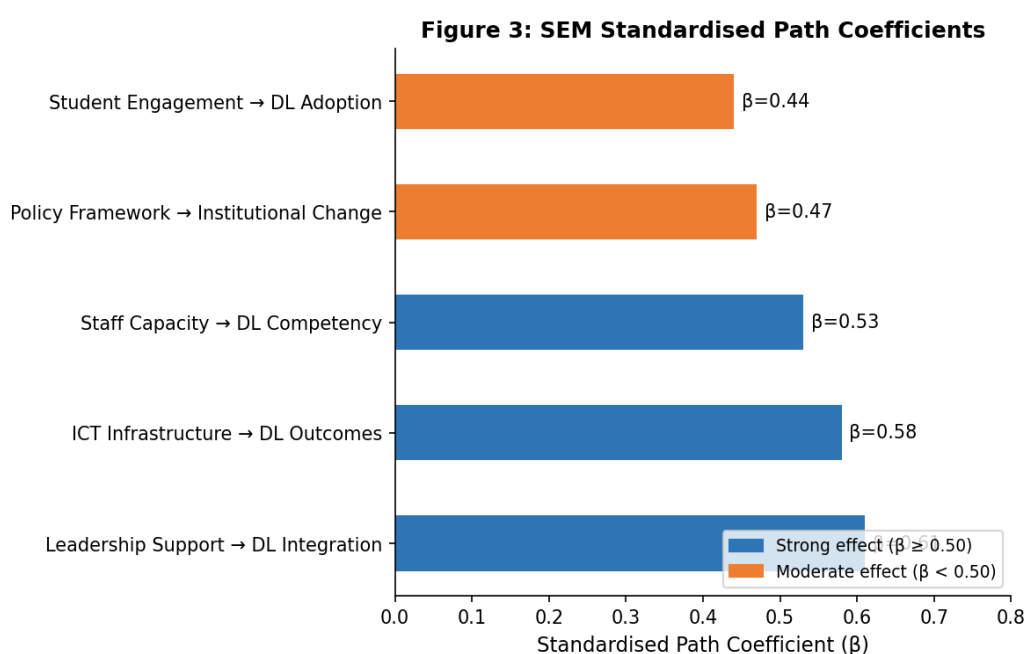 Figure 3: SEM Standardised Path Coefficients
Student Engagement → DL Adoption
β=0.44
Policy Framework → Institutional Change
β=0.47
Staff Capacity → DL Competency
β=0.53
ICT Infrastructure → DL Outcomes
β=0.58
Leadership Support → DL Integration
β=0.61
Strong effect (β ≥ 0.50)
Moderate effect (β < 0.50)
0.0 0.1 0.2 0.3 0.4 0.5 0.6 0.7 0.8
Standardised Path Coefficient (β)